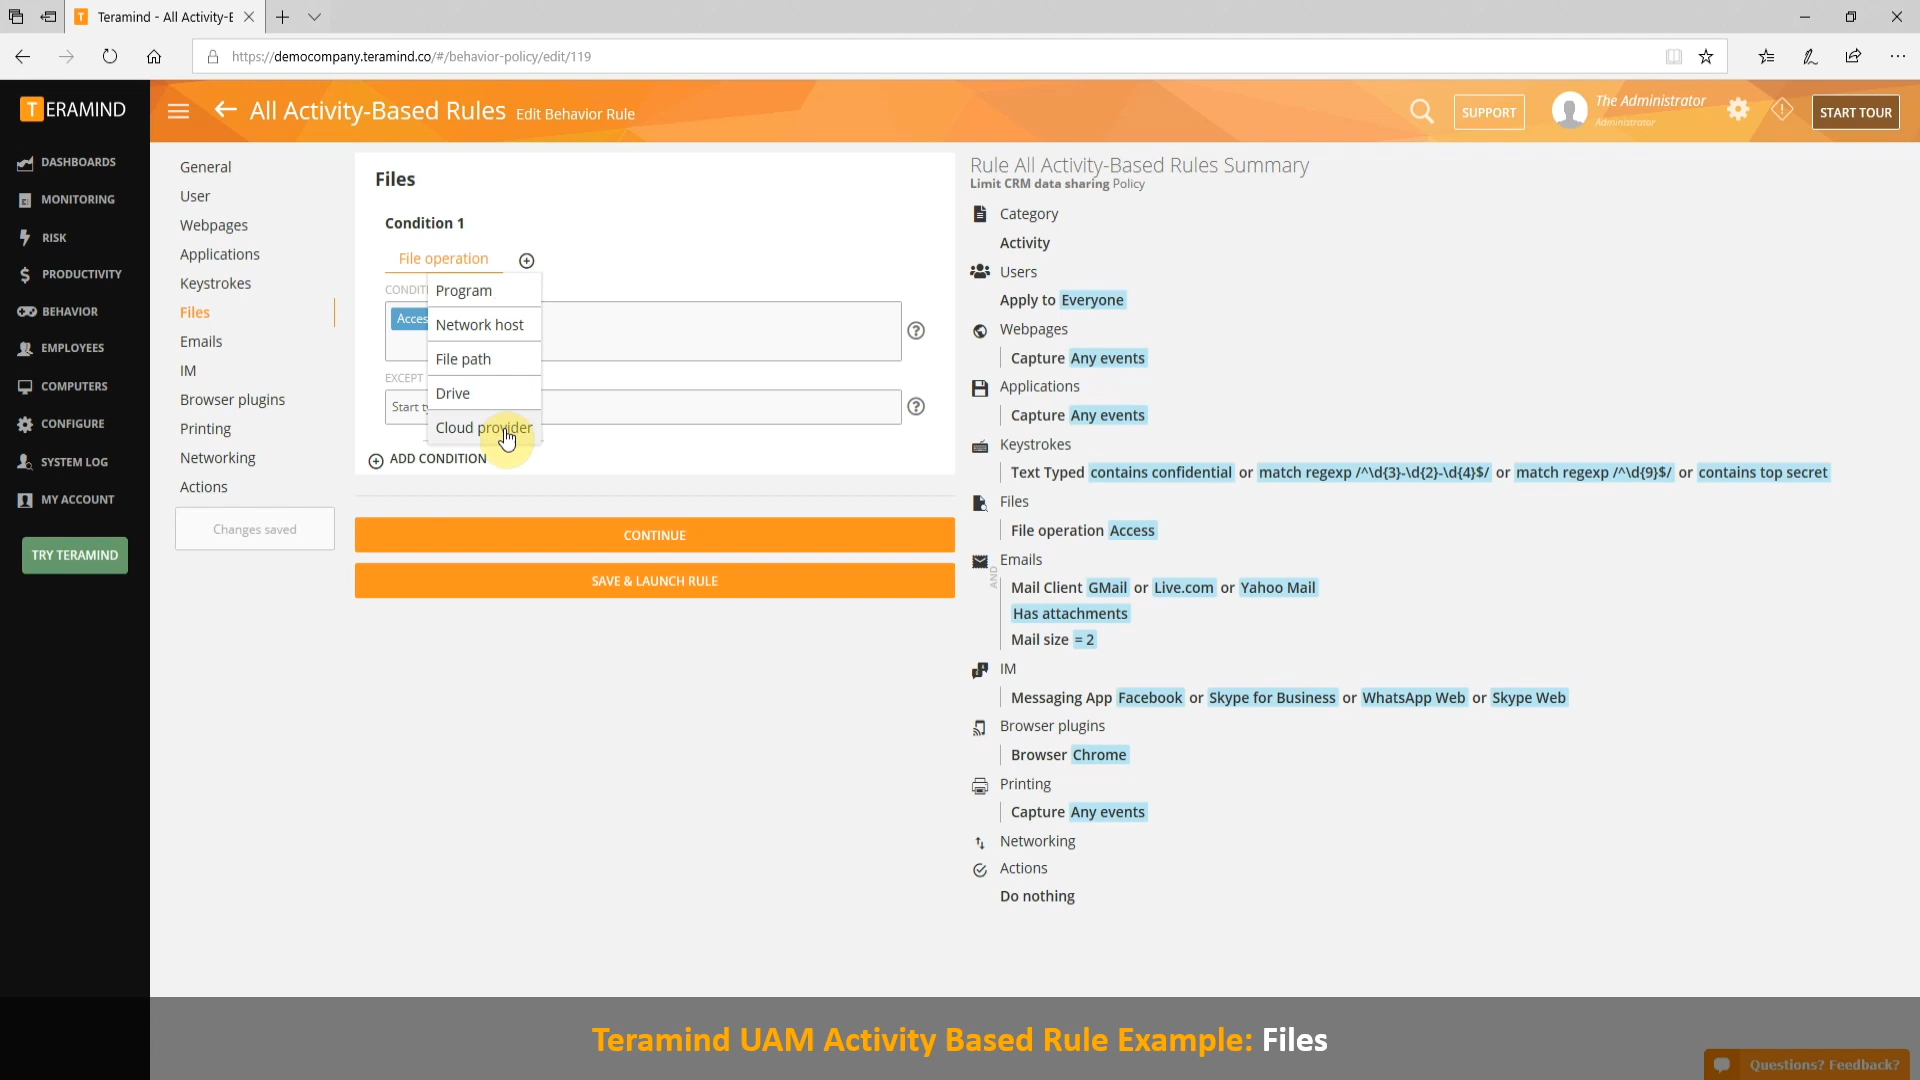 Teramind - All Activity-B
https://democompany.teramind.co/#/behavior-policy/edit/119
TERAMIND
All Activity-Based Rules Edit Behavior Rule
SUPPORT
The Administrator
Administrator
START TOUR
DASHBOARDS
MONITORING
RISK
PRODUCTIVITY
BEHAVIOR
EMPLOYEES
COMPUTERS
CONFIGURE
SYSTEM LOG
MY ACCOUNT
TRY TERAMIND
General
User
Webpages
Applications
Keystrokes
Files
Emails
IM
Browser plugins
Printing
Networking
Actions
Changes saved
Files
Condition 1
File operation
CONDITI
Acces
EXCEPT
Start t
Program
Network host
File path
Drive
Cloud provider
ADD CONDITION
CONTINUE
SAVE & LAUNCH RULE
Rule All Activity-Based Rules Summary
Limit CRM data sharing Policy
Category
Activity
Users
Apply to Everyone
Webpages
Capture Any events
Applications
Capture Any events
Keystrokes
Text Typed contains confidential or match regexp /^\d{3}-\d{2}-\d{4}$/ or match regexp /^\d{9}$/ or contains top secret
Files
File operation Access
Emails
AND
Mail Client GMail or Live.com or Yahoo Mail
Has attachments
Mail size = 2
IM
Messaging App Facebook or Skype for Business or WhatsApp Web or Skype Web
Browser plugins
Browser Chrome
Printing
Capture Any events
Networking
Actions
Do nothing
Teramind UAM Activity Based Rule Example: Files
Questions? Feedback?